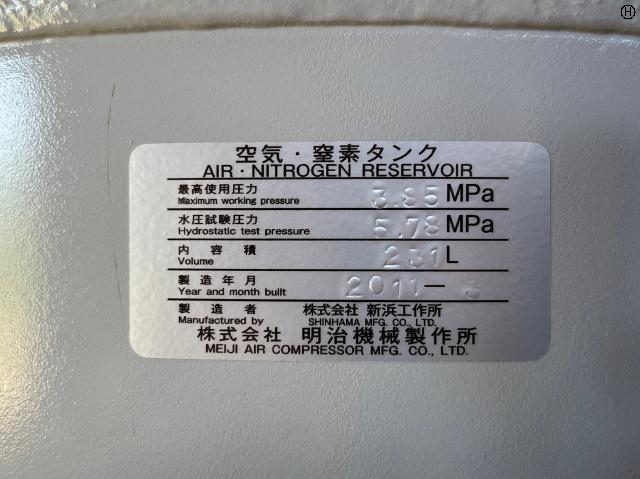 空気・窒素タンク
AIR・NITROGEN RESERVOIR
最高使用圧力 3.85 MPa
Maximum working pressure
水圧試験圧力 5.78 MPa
Hydrostatic test pressure
内容積 231 L
Volume
製造年月 2011-3
Year and month built
製造者 株式会社 新浜工作所
Manufactured by SHINHAMA MFG. CO., LTD.
株式会社 明治機械製作所
MEIJI AIR COMPRESSOR MFG. CO., LTD.
H